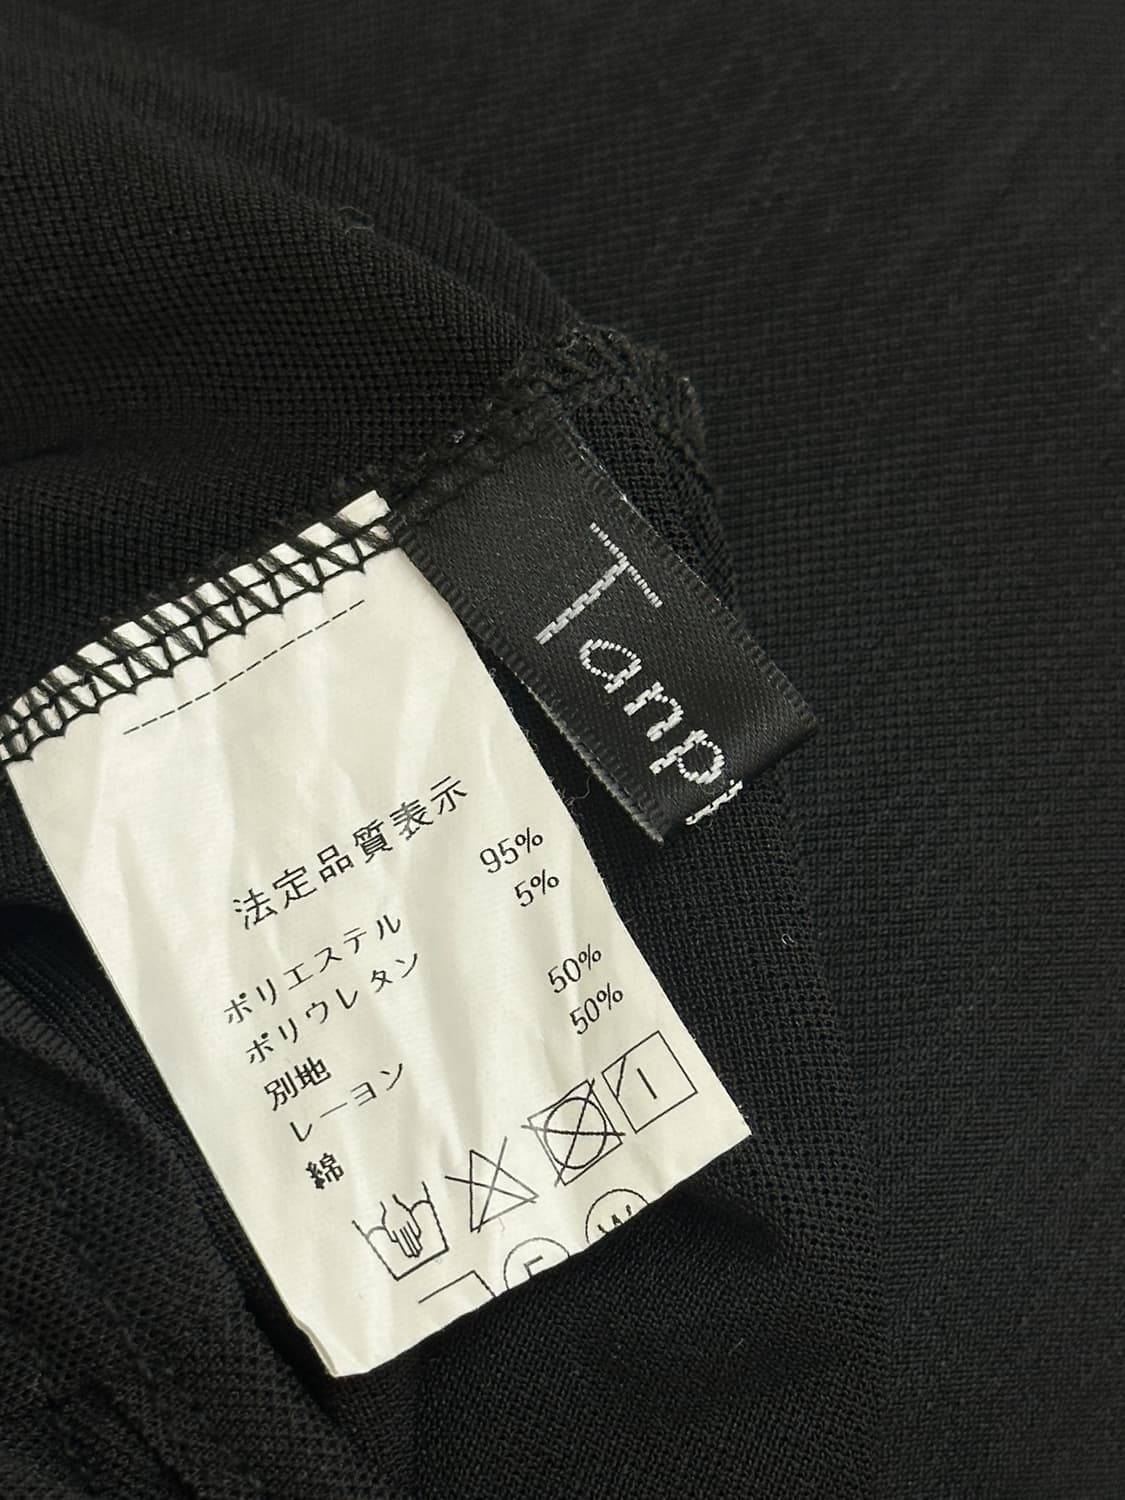 Tanp
法定品質表示
ポリエステル 95%
ポリウレタン 5%
別地
レーヨン 50%
綿 50%